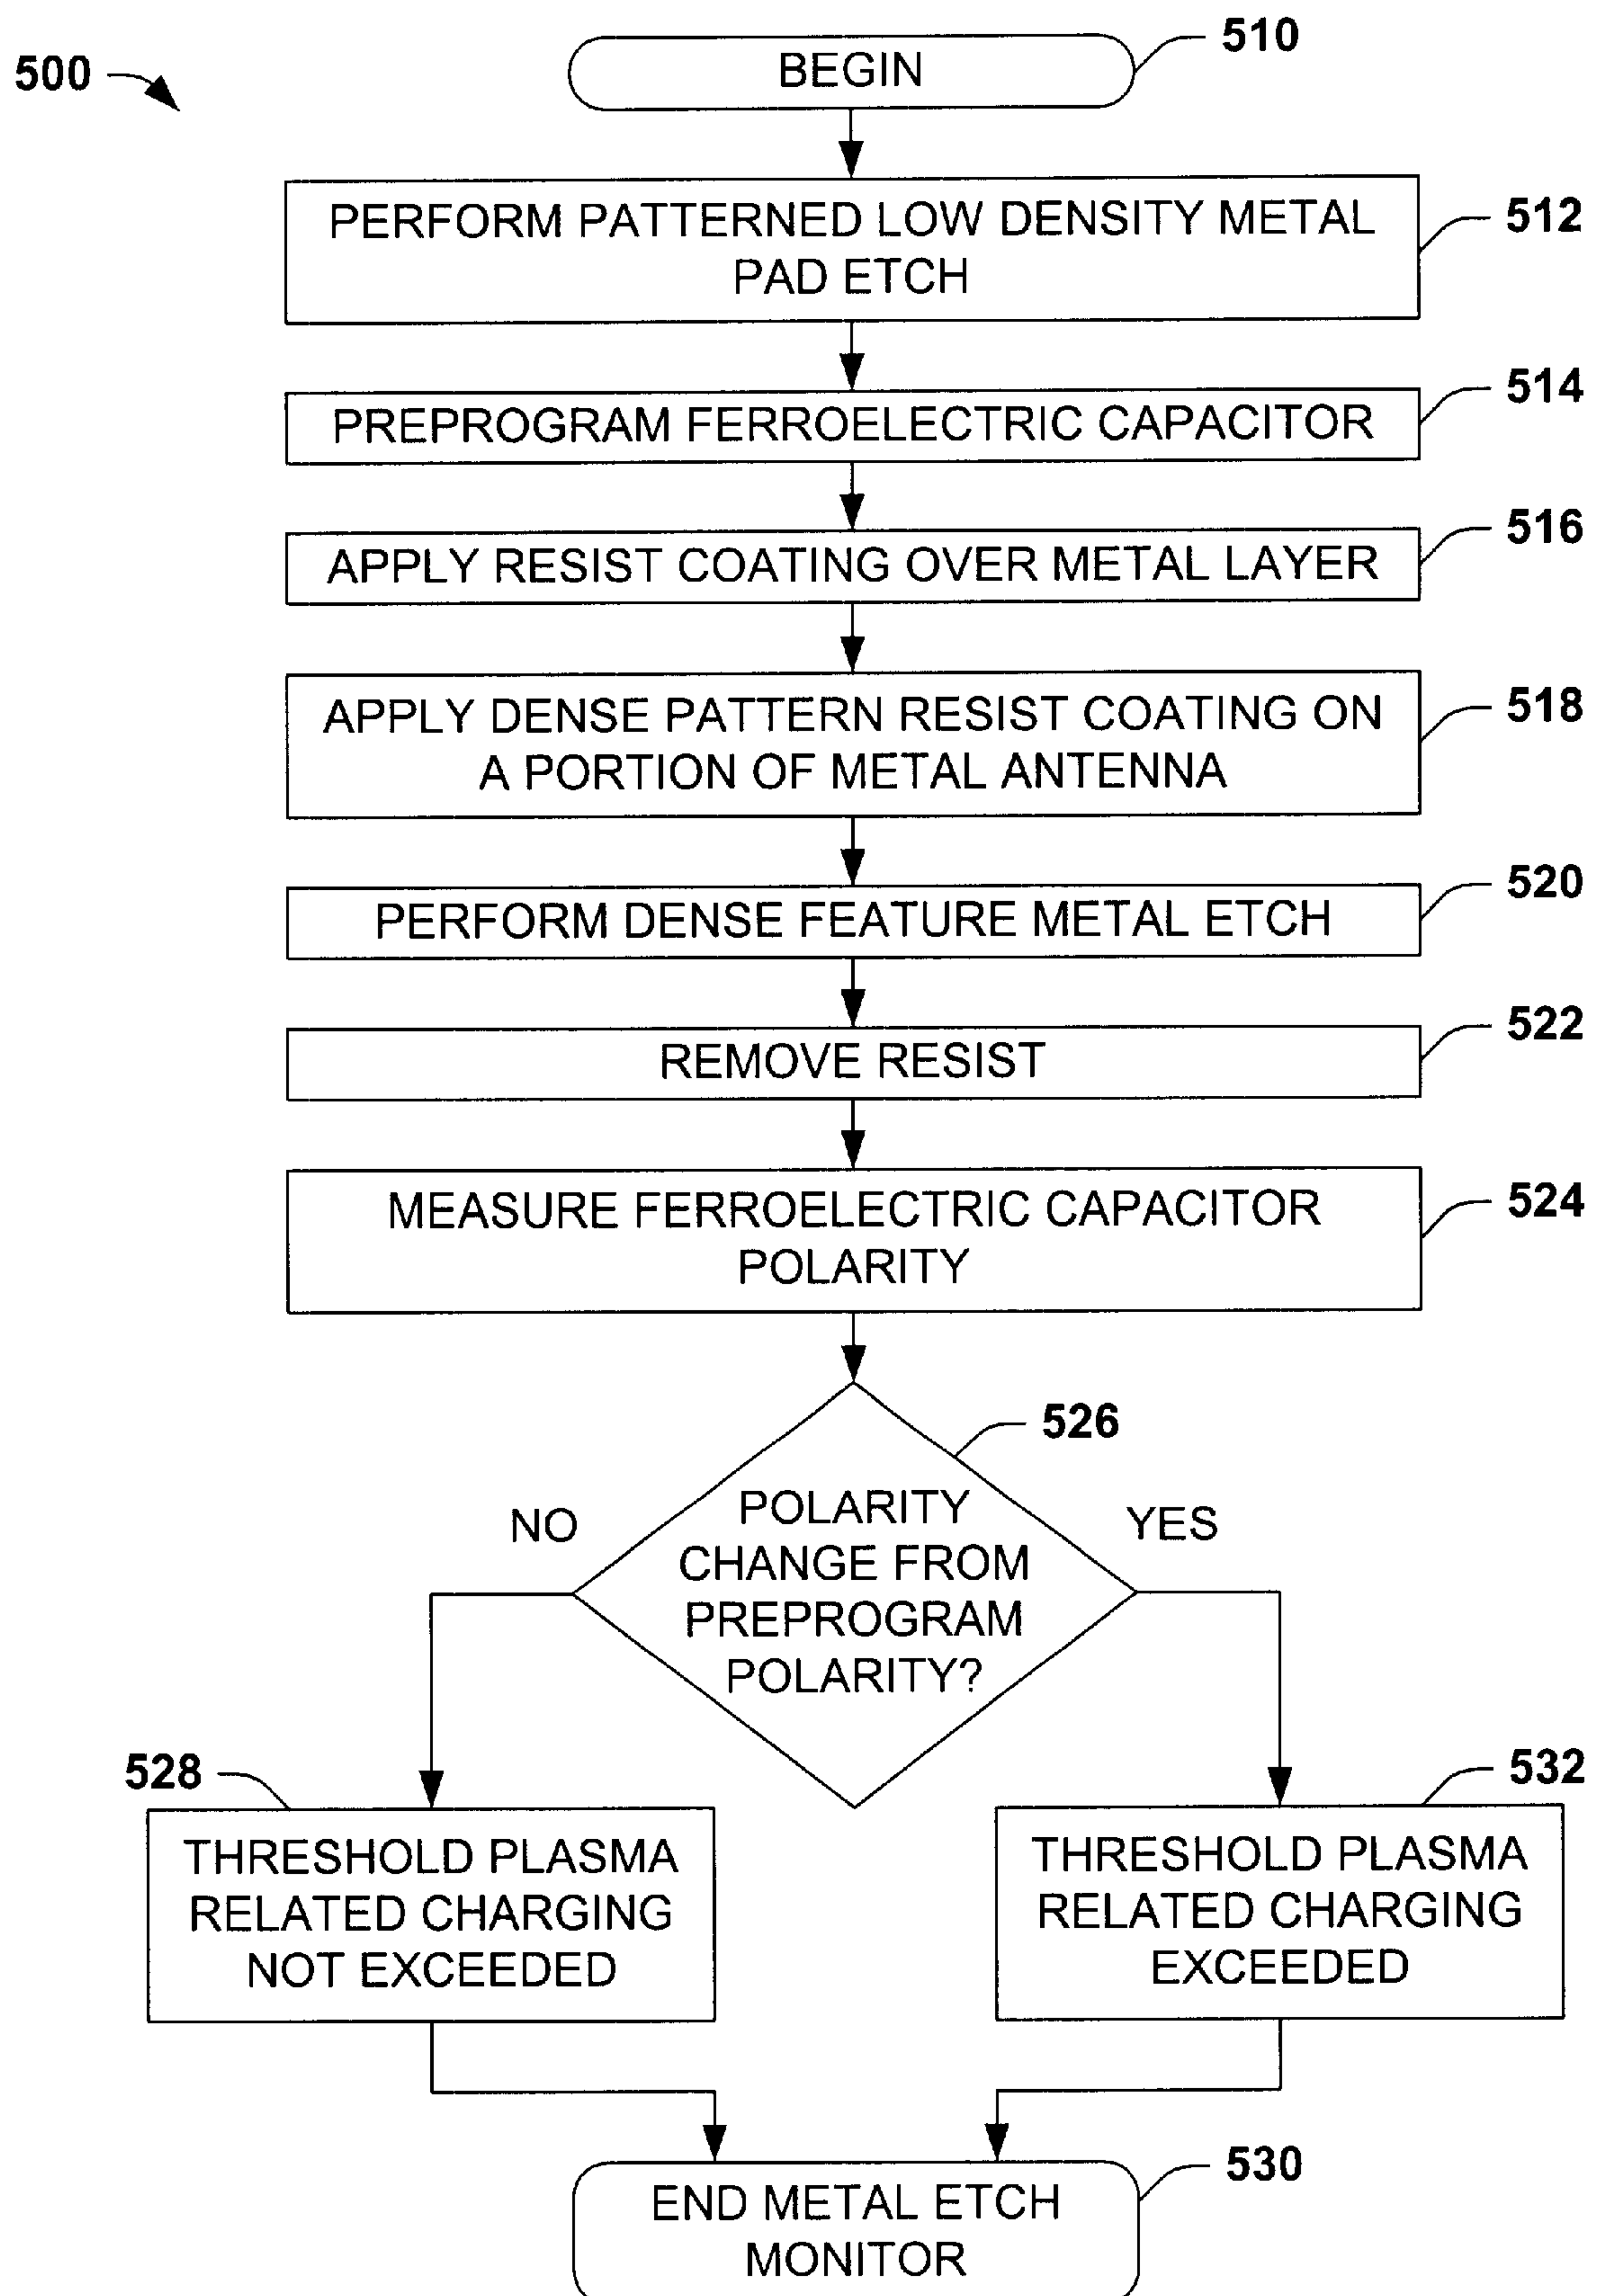 500
BEGIN
510
PERFORM PATTERNED LOW DENSITY METAL
PAD ETCH
512
PREPROGRAM FERROELECTRIC CAPACITOR
514
APPLY RESIST COATING OVER METAL LAYER
516
APPLY DENSE PATTERN RESIST COATING ON
A PORTION OF METAL ANTENNA
518
PERFORM DENSE FEATURE METAL ETCH
520
REMOVE RESIST
522
MEASURE FERROELECTRIC CAPACITOR
POLARITY
524
526
NO
YES
POLARITY
CHANGE FROM
PREPROGRAM
POLARITY?
528
THRESHOLD PLASMA
RELATED CHARGING
NOT EXCEEDED
532
THRESHOLD PLASMA
RELATED CHARGING
EXCEEDED
530
END METAL ETCH
MONITOR